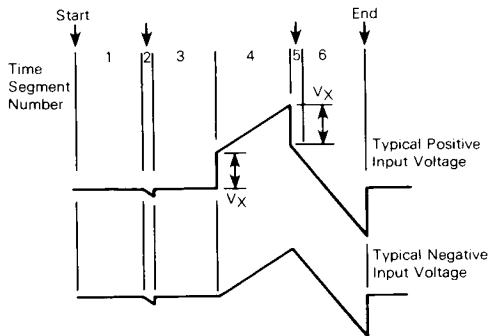 Start
End
1 2 3 4 5 6
Time
Segment
Number
Vx
Typical Positive
Input Voltage
Vx
Typical Negative
Input Voltage